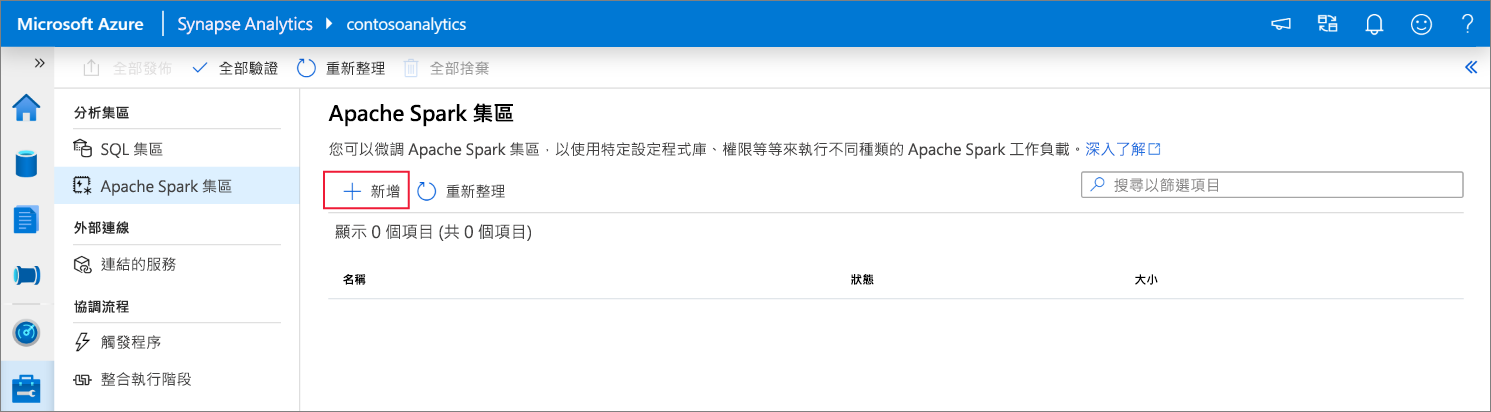 Microsoft Azure Synapse Analytics contosoanalytics
全部發佈 全部驗證 重新整理 全部捨棄
分析集區
SQL 集區
Apache Spark 集區
外部連線
連結的服務
協調流程
觸發程序
整合執行階段
Apache Spark 集區
您可以微調 Apache Spark 集區，以使用特定設定程式庫、權限等等來執行不同種類的 Apache Spark 工作負載。深入了解
新增 重新整理 搜尋以篩選項目
顯示 0 個項目 (共 0 個項目)
名稱 狀態 大小